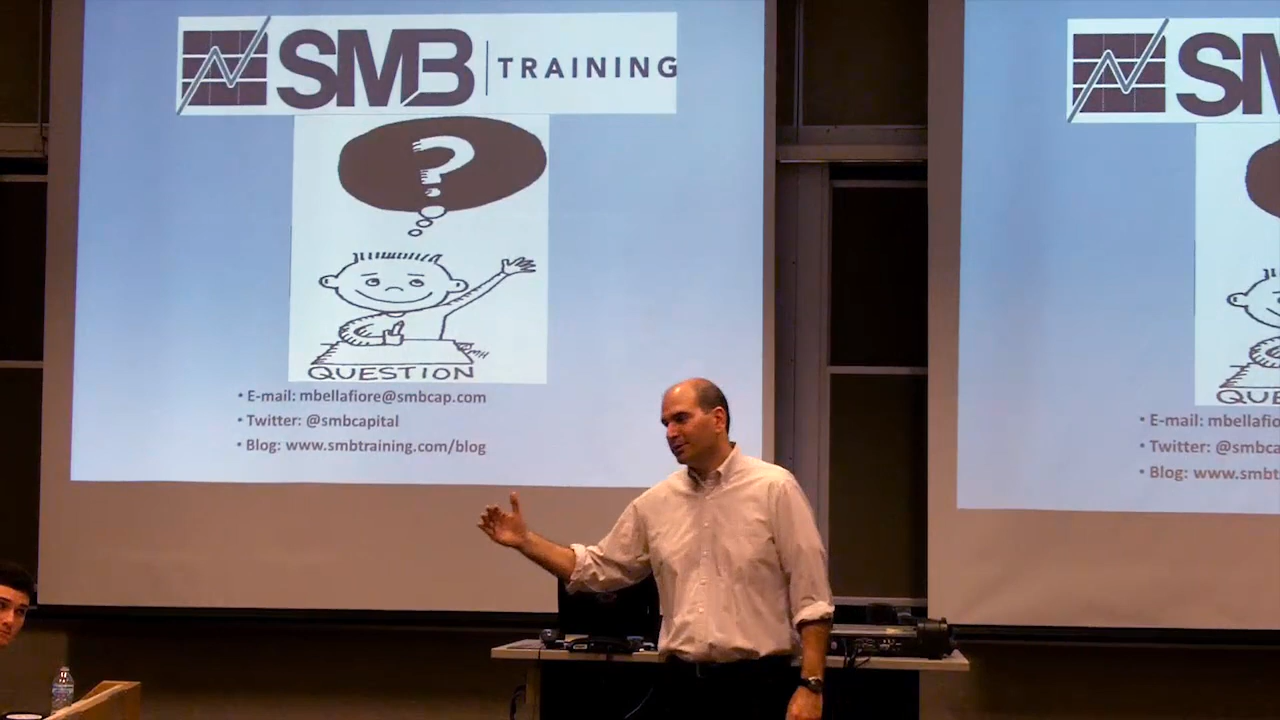 SMB TRAINING
?
QUESTION
• E-mail: mbellafiore@smbcap.com
• Twitter: @smbcapital
• Blog: www.smbtraining.com/blog
SM
QUE
• E-mail: mbellafio
• Twitter: @smbca
• Blog: www.smbt